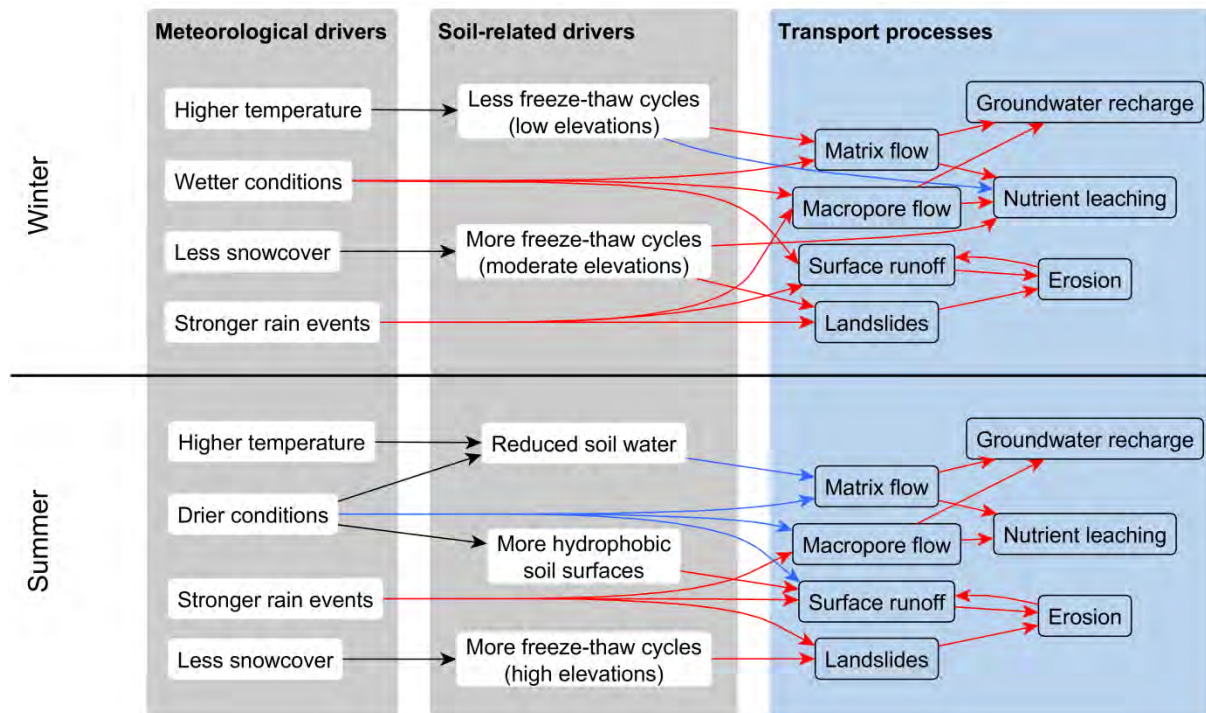 Meteorological drivers
Soil-related drivers
Transport processes
Winter
Higher temperature
Wetter conditions
Less snowcover
Stronger rain events
Less freeze-thaw cycles
(low elevations)
More freeze-thaw cycles
(moderate elevations)
Matrix flow
Macropore flow
Surface runoff
Landslides
Groundwater recharge
Nutrient leaching
Erosion
Summer
Higher temperature
Drier conditions
Stronger rain events
Less snowcover
Reduced soil water
More hydrophobic
soil surfaces
More freeze-thaw cycles
(high elevations)
Matrix flow
Macropore flow
Surface runoff
Landslides
Groundwater recharge
Nutrient leaching
Erosion